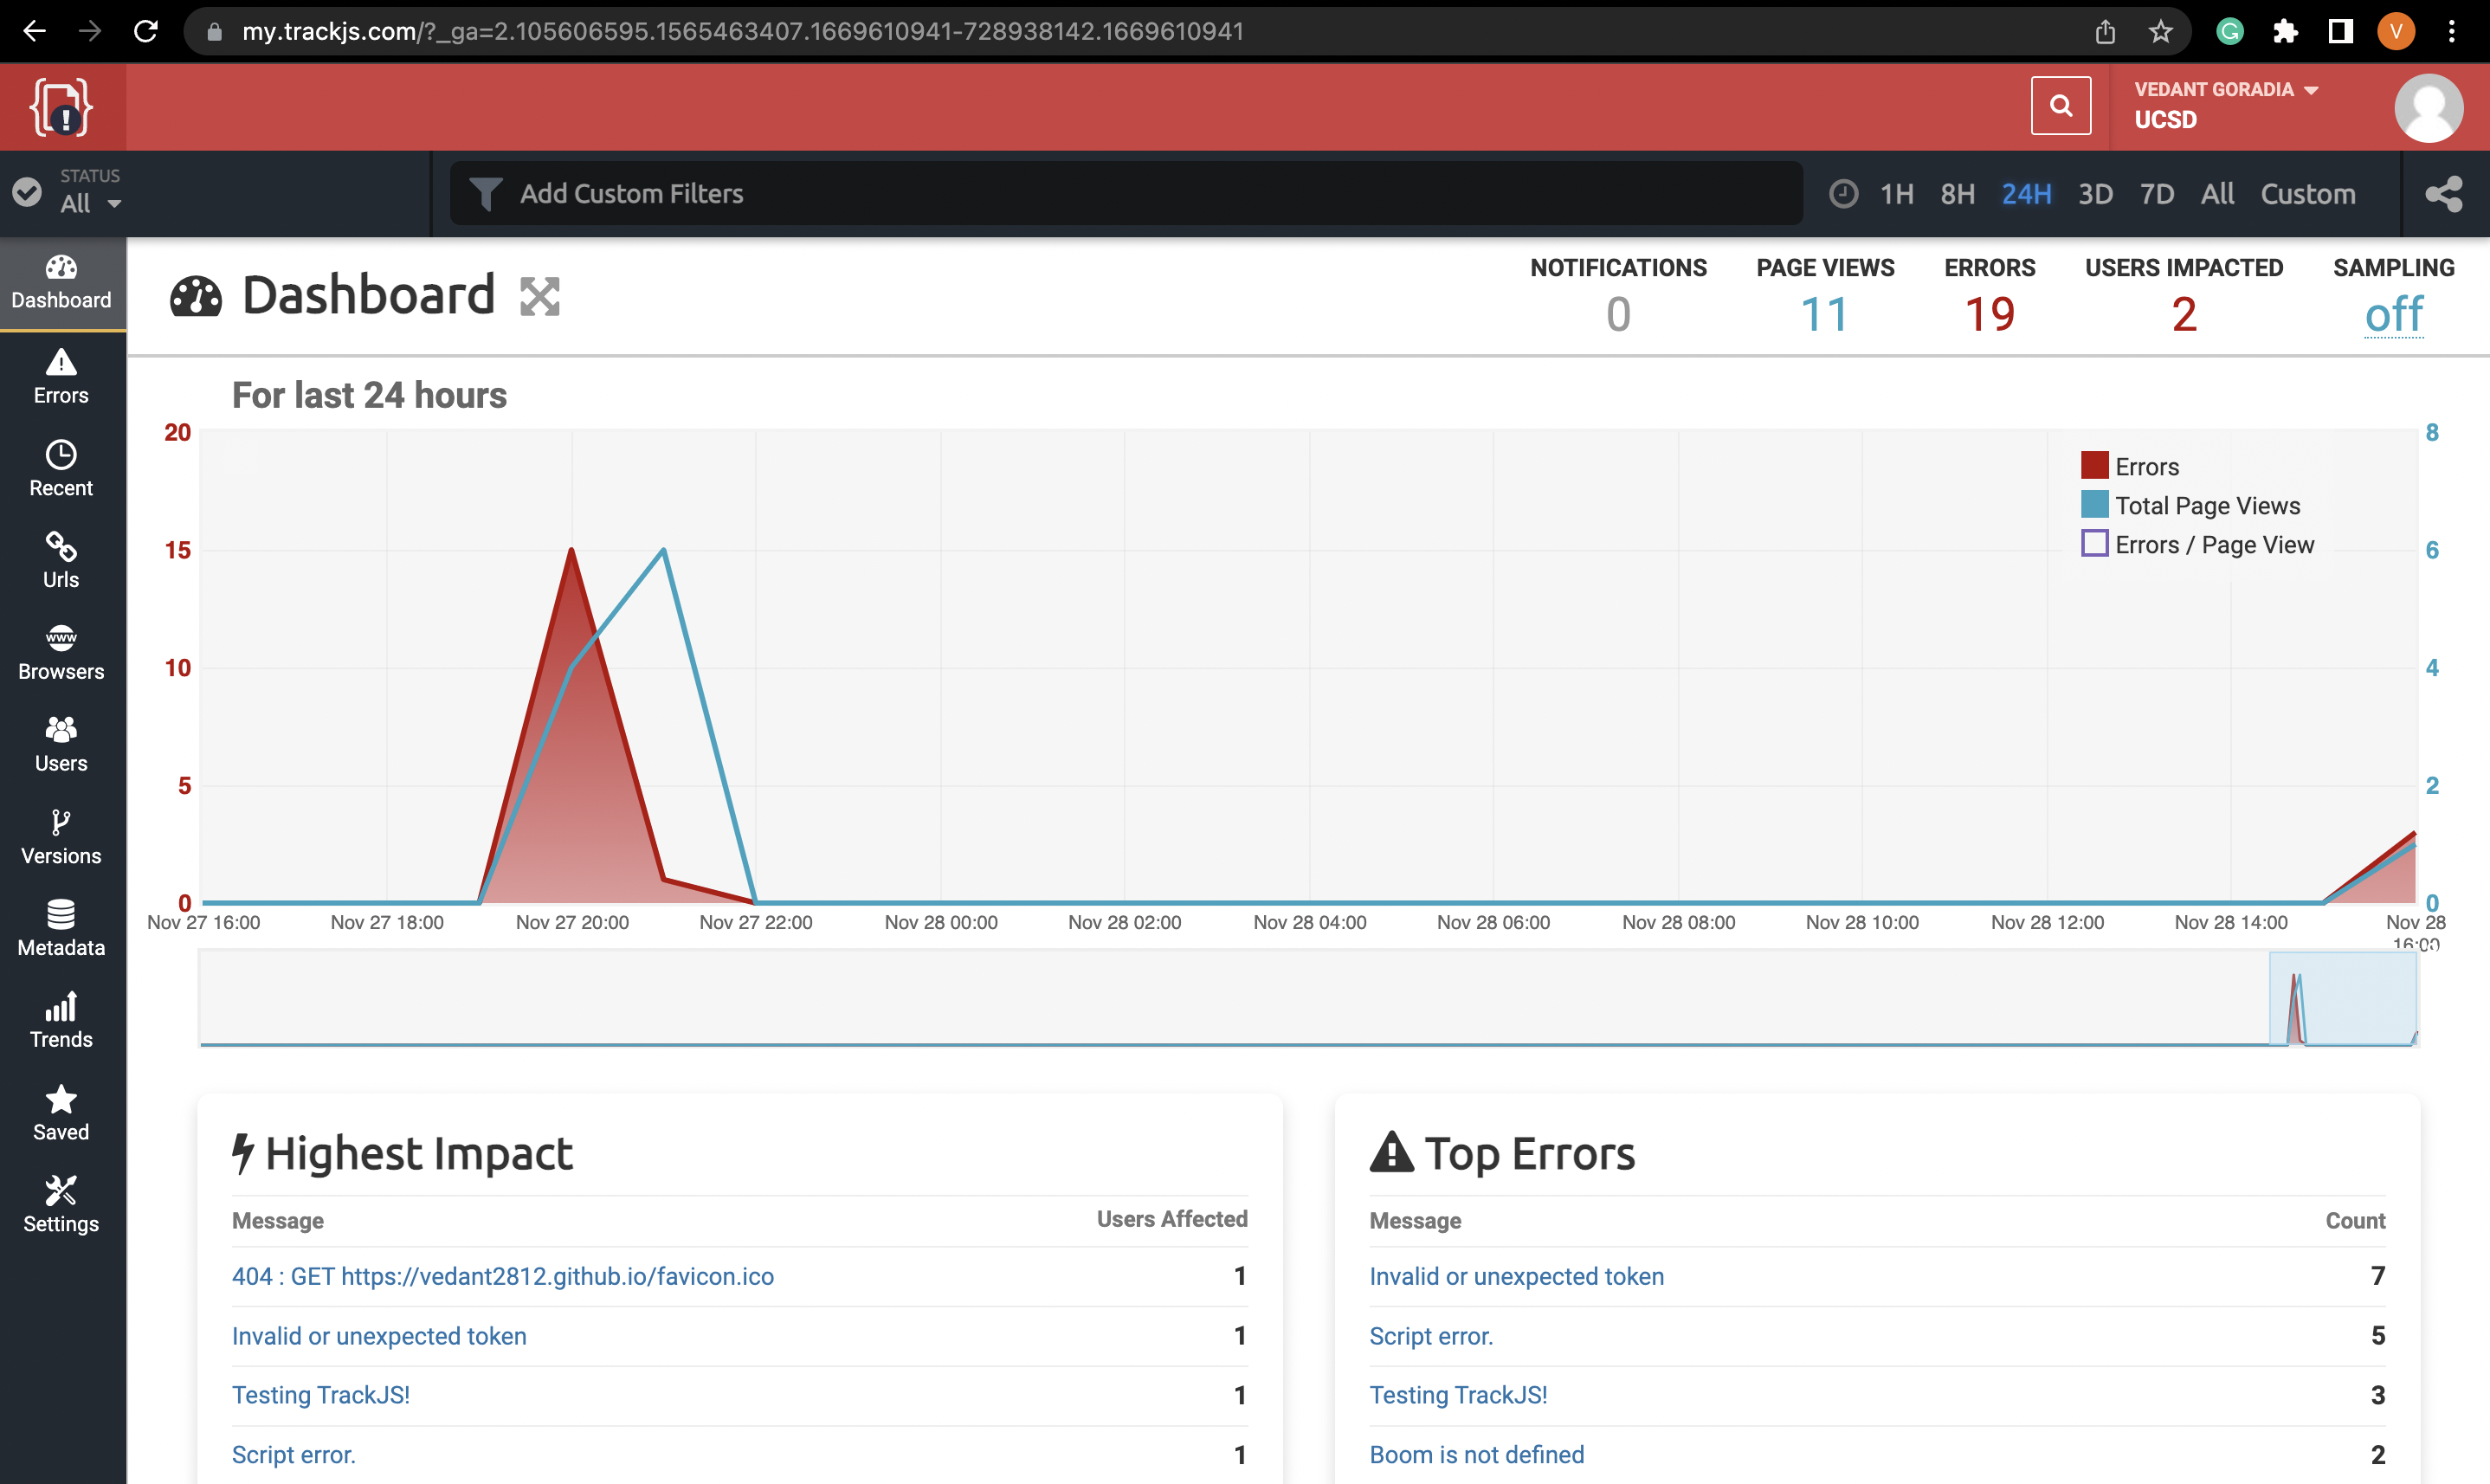 my.trackjs.com/?_ga=2.105606595.1565463407.1669610941-728938142.1669610941
G
V
VEDANT GORADIA
UCSD
STATUS
All
Add Custom Filters
1H 8H 24H 3D 7D All Custom
Dashboard
Errors
Recent
Urls
www
Browsers
Users
Versions
Metadata
Trends
Saved
Settings
Dashboard
NOTIFICATIONS PAGE VIEWS ERRORS USERS IMPACTED SAMPLING
0 11 19 2 off
For last 24 hours
20
15
10
5
0
8
6
4
2
0
Errors
Total Page Views
Errors / Page View
Nov 27 16:00 Nov 27 18:00 Nov 27 20:00 Nov 27 22:00 Nov 28 00:00 Nov 28 02:00 Nov 28 04:00 Nov 28 06:00 Nov 28 08:00 Nov 28 10:00 Nov 28 12:00 Nov 28 14:00 Nov 28
16:00
Highest Impact
Message Users Affected
404 : GET https://vedant2812.github.io/favicon.ico 1
Invalid or unexpected token 1
Testing TrackJS! 1
Script error. 1
Top Errors
Message Count
Invalid or unexpected token 7
Script error. 5
Testing TrackJS! 3
Boom is not defined 2